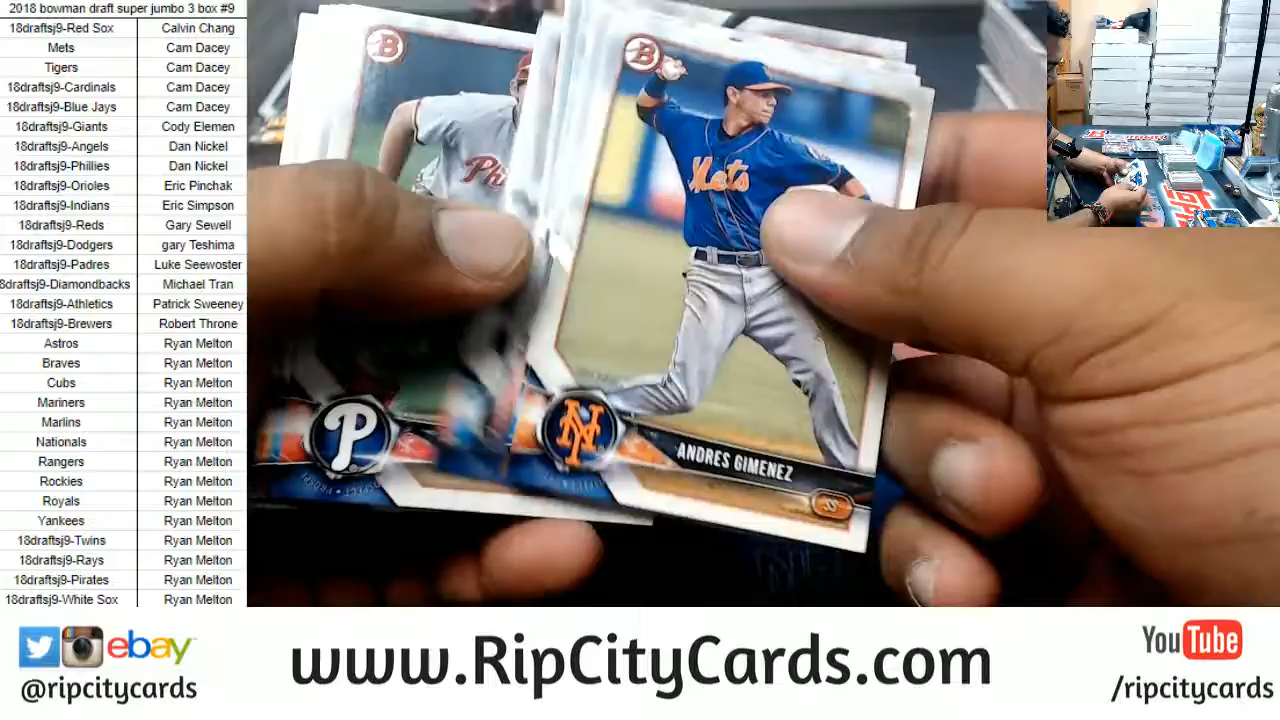 2018 bowman draft super jumbo 3 box #9
18draftsj9-Red Sox Calvin Chang
Mets Cam Dacey
Tigers Cam Dacey
18draftsj9-Cardinals Cam Dacey
18draftsj9-Blue Jays Cam Dacey
18draftsj9-Giants Cody Elemen
18draftsj9-Angels Dan Nickel
18draftsj9-Phillies Dan Nickel
18draftsj9-Orioles Eric Pinchak
18draftsj9-Indians Eric Simpson
18draftsj9-Reds Gary Sewell
18draftsj9-Dodgers gary Teshima
18draftsj9-Padres Luke Seewoster
8draftsj9-Diamondbacks Michael Tran
18draftsj9-Athletics Patrick Sweeney
18draftsj9-Brewers Robert Throne
Astros Ryan Melton
Braves Ryan Melton
Cubs Ryan Melton
Mariners Ryan Melton
Marlins Ryan Melton
Nationals Ryan Melton
Rangers Ryan Melton
Rockies Ryan Melton
Royals Ryan Melton
Yankees Ryan Melton
18draftsj9-Twins Ryan Melton
18draftsj9-Rays Ryan Melton
18draftsj9-Pirates Ryan Melton
18draftsj9-White Sox Ryan Melton
B
B
Mets
P
NY
ANDRES GIMENEZ
TOPPS
ebay
@ripcitycards
www.RipCityCards.com
YouTube
/ripcitycards